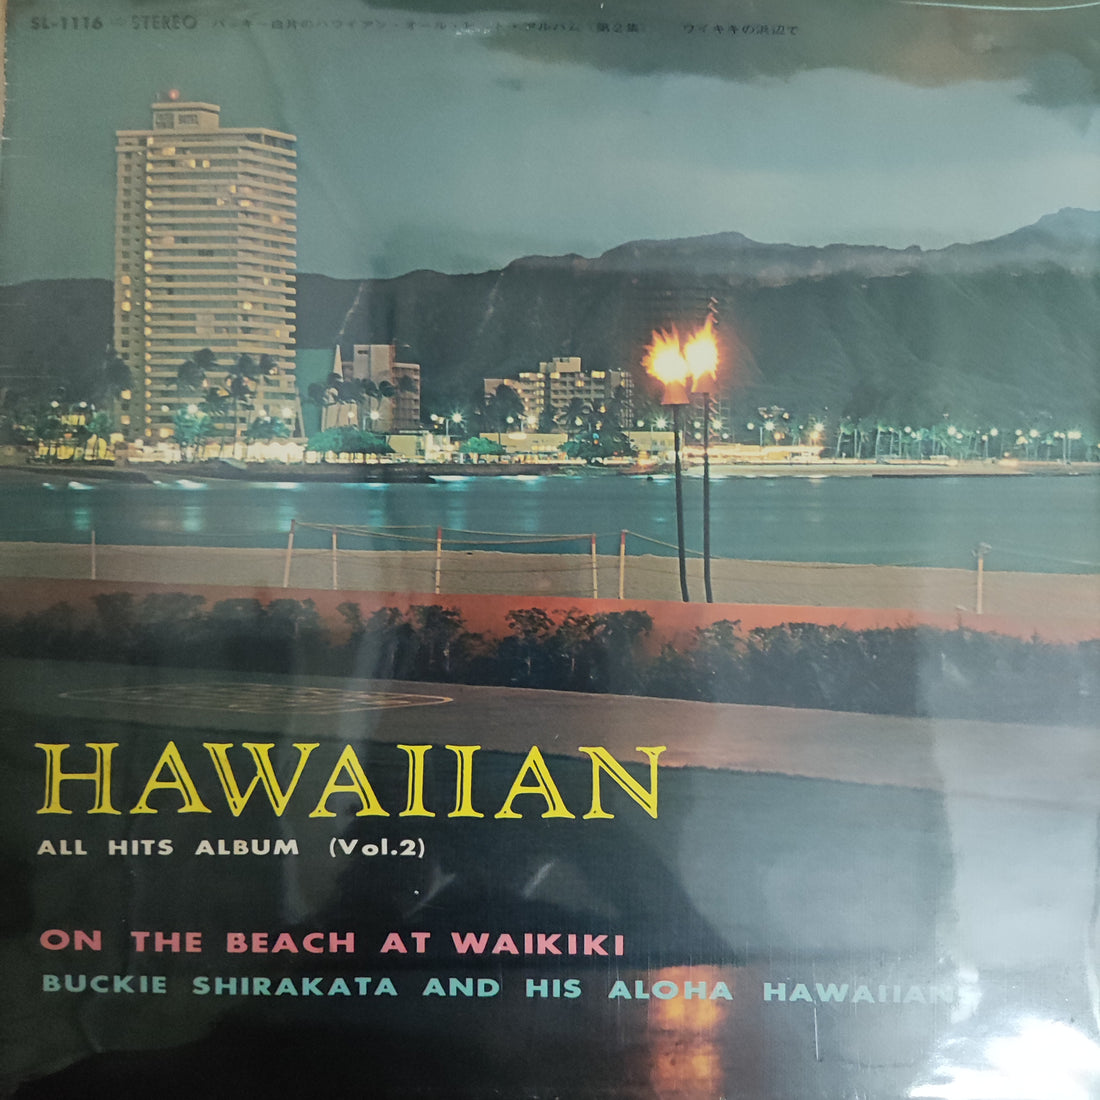 SL-1116 STEREO バッキー白片のハワイアン・オール・ヒット・アルバム(第2集) ワイキキの浜辺で
HAWAIIAN
ALL HITS ALBUM (Vol.2)
ON THE BEACH AT WAIKIKI
BUCKIE SHIRAKATA AND HIS ALOHA HAWAIIANS